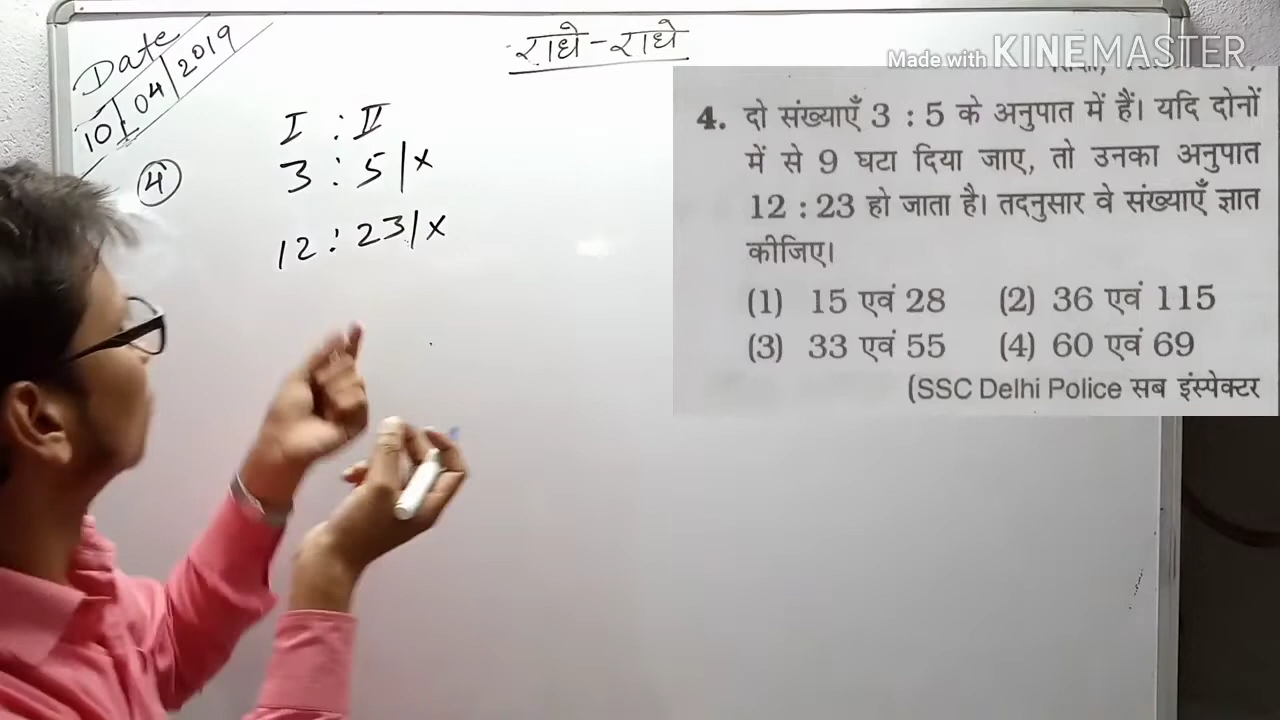 Date
10/04/2019
राधे-राधे
Made with KINEMASTER
I : II
3 : 5 | x
12 : 23 | x
4
4. दो संख्याएँ 3 : 5 के अनुपात में हैं। यदि दोनों
में से 9 घटा दिया जाए, तो उनका अनुपात
12 : 23 हो जाता है। तदनुसार वे संख्याएँ ज्ञात
कीजिए।
(1) 15 एवं 28 (2) 36 एवं 115
(3) 33 एवं 55 (4) 60 एवं 69
(SSC Delhi Police सब इंस्पेक्टर